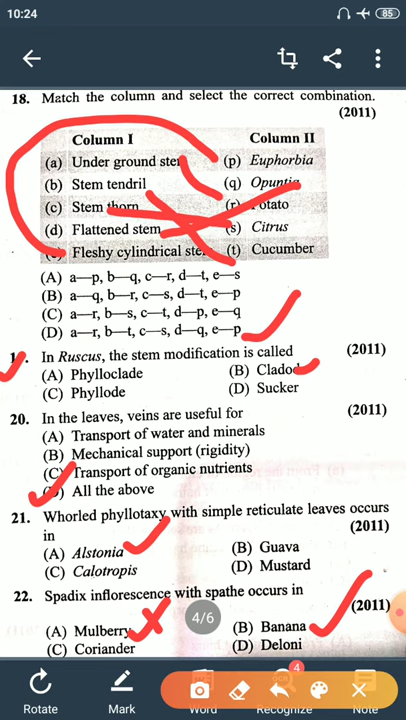 10:24
85
18. Match the column and select the correct combination.
(2011)
Column I Column II
(a) Under ground (p) Euphorbia
(b) Stem tendril (q) Opuntia
(c) Stem thorn (r) Potato
(d) Flattened stem (s) Citrus
Fleshy cylindrical (t) Cucumber
(A) a—p, b—q, c—r, d—t, e—s
(B) a—q, b—r, c—s, d—t, e—p
(C) a—r, b—s, c—t, d—p, e—q
(D) a—r, b—t, c—s, d—q, e—p
In Ruscus, the stem modification is called (2011)
(A) Phylloclade (B)
(C) Phyllode (D) Sucker
20. In the leaves, veins are useful for (2011)
(A) Transport of water and minerals
(B) Mechanical support (rigidity)
(C) Transport of organic nutrients
All the above
21. Whorled phyllotaxy with simple reticulate leaves occurs
in (2011)
(A) Alstonia (B) Guava
(C) Calotropis (D) Mustard
22. Spadix inflorescence with spathe occurs in
(2011)
4/6
(A) Mulberry (B) Banana
(C) Coriander (D) Deloni
4
Rotate Mark Word Recognize Note